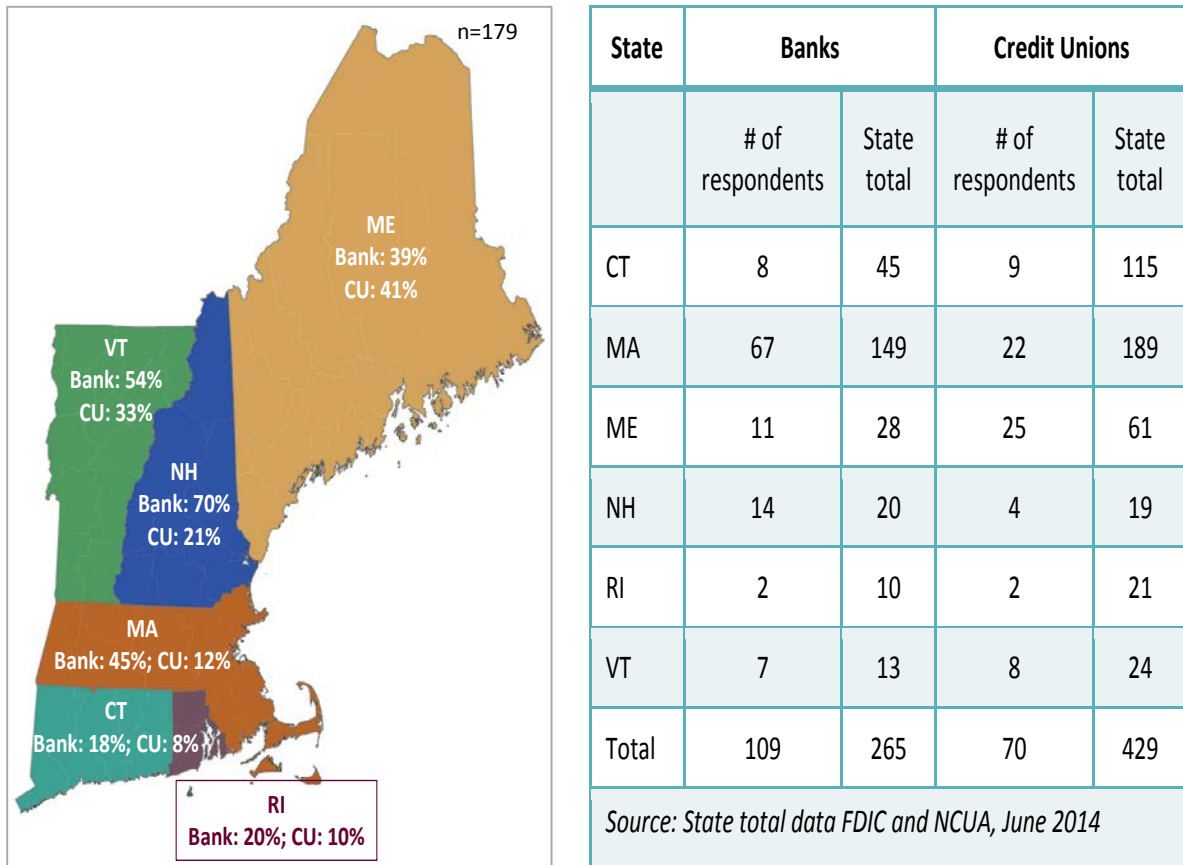 n=179
ME
Bank: 39%
CU: 41%
VT
Bank: 54%
CU: 33%
NH
Bank: 70%
CU: 21%
MA
Bank: 45%; CU: 12%
CT
Bank: 18%; CU: 8%
RI
Bank: 20%; CU: 10%
State Banks Credit Unions
# of respondents State total # of respondents State total
CT 8 45 9 115
MA 67 149 22 189
ME 11 28 25 61
NH 14 20 4 19
RI 2 10 2 21
VT 7 13 8 24
Total 109 265 70 429
Source: State total data FDIC and NCUA, June 2014